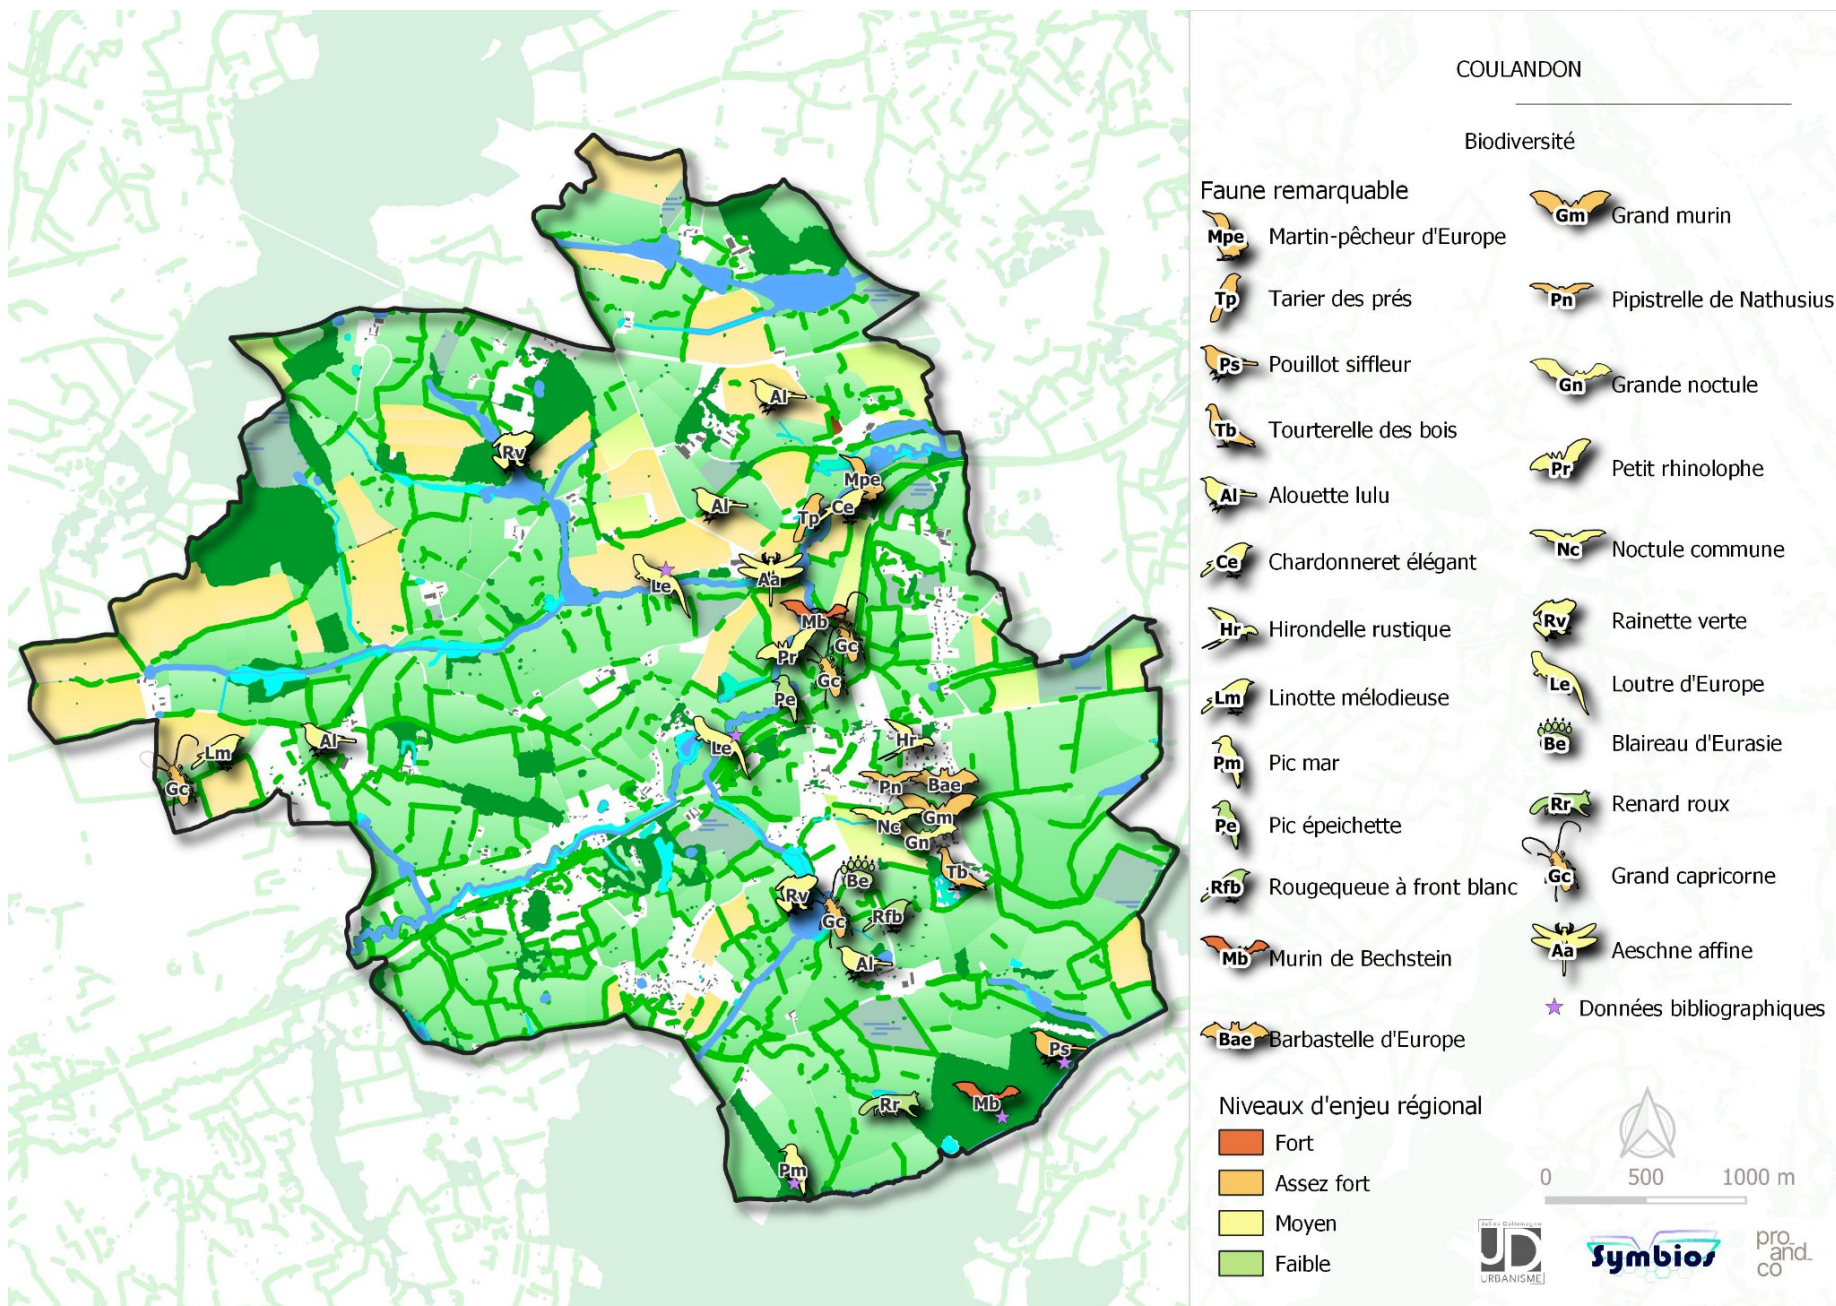 COULANDON
Biodiversité
Faune remarquable
Mpe Martin-pêcheur d'Europe
Tp Tarier des prés
Ps Pouillot siffleur
Tb Tourterelle des bois
Al Alouette lulu
Ce Chardonneret élégant
Hr Hirondelle rustique
Lm Linotte mélodieuse
Pm Pic mar
Pe Pic épeichette
Rfb Rougequeue à front blanc
Mb Murin de Bechstein
Bae Barbastelle d'Europe
Gm Grand murin
Pn Pipistrelle de Nathusius
Gn Grande noctule
Pr Petit rhinolophe
Nc Noctule commune
Rv Rainette verte
Le Loutre d'Europe
Be Blaireau d'Eurasie
Rr Renard roux
Gc Grand capricorne
Aa Aeschne affine
Données bibliographiques
Niveaux d'enjeu régional
Fort
Assez fort
Moyen
Faible
0 500 1000 m
JD
URBANISME
Symbios
pro_
and_
co
Al
Rv
Mpe
Al
Tp
Ce
Le
Aa
Mb
Gc
Pr
Gc
Pe
Le
Hr
Al
Lm
Gc
Pn
Bae
Gm
Nc
Gn
Tb
Be
Rv
Gc
Rfb
Al
Ps
Rr
Mb
Pm